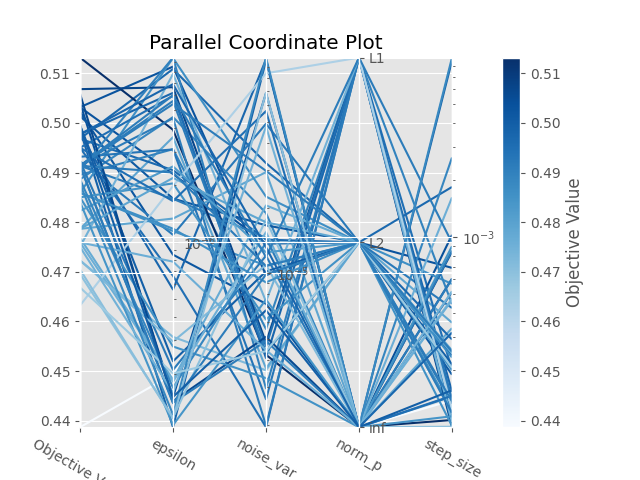 Parallel Coordinate Plot
0.51
0.50
0.49
0.48
0.47
0.46
0.45
0.44
L1
L2
Inf
10⁻³
0.51
0.50
0.49
0.48
0.47
0.46
0.45
0.44
Objective Value
Objective V
epsilon
noise_var
norm_p
step_size